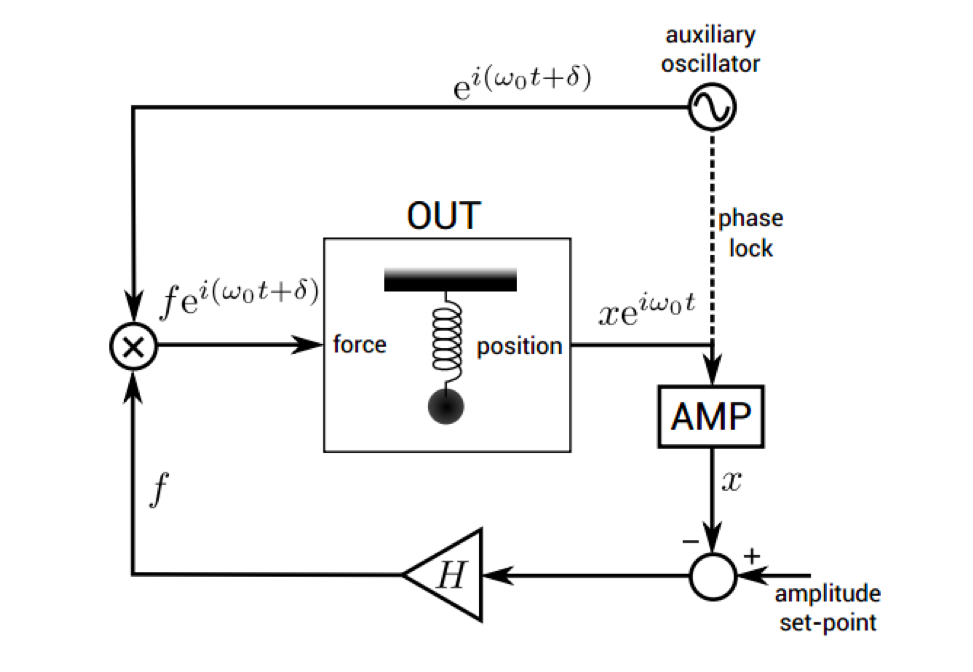 auxiliary
oscillator
e^{i(ω₀t+δ)}
phase
lock
OUT
fe^{i(ω₀t+δ)}
xe^{iω₀t}
force
position
AMP
f
x
−
+
H
amplitude
set-point